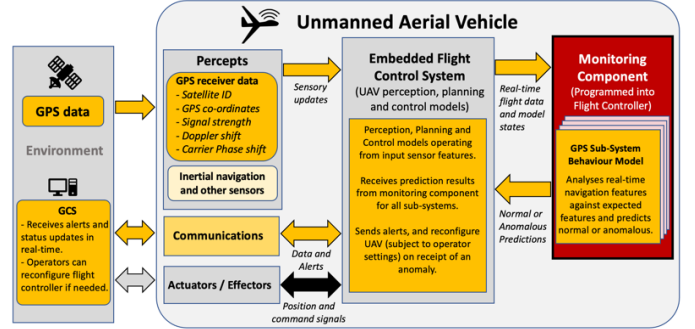 Unmanned Aerial Vehicle
GPS data
Environment
GCS
- Receives alerts and
status updates in
real-time.
- Operators can
reconfigure flight
controller if needed.
Percepts
GPS receiver data
- Satellite ID
- GPS co-ordinates
- Signal strength
- Doppler shift
- Carrier Phase shift
Inertial navigation
and other sensors
Communications
Actuators / Effectors
Sensory
updates
Data and
Alerts
Position and
command signals
Embedded Flight
Control System
(UAV perception, planning
and control models)
Perception, Planning and
Control models operating
from input sensor features.
Receives prediction results
from monitoring component
for all sub-systems.
Sends alerts, and reconfigure
UAV (subject to operator
settings) on receipt of an
anomaly.
Real-time
flight data
and model
states
Normal or
Anomalous
Predictions
Monitoring
Component
(Programmed into
Flight Controller)
GPS Sub-System
Behaviour Model
Analyses real-time
navigation features
against expected
features and predicts
normal or anomalous.